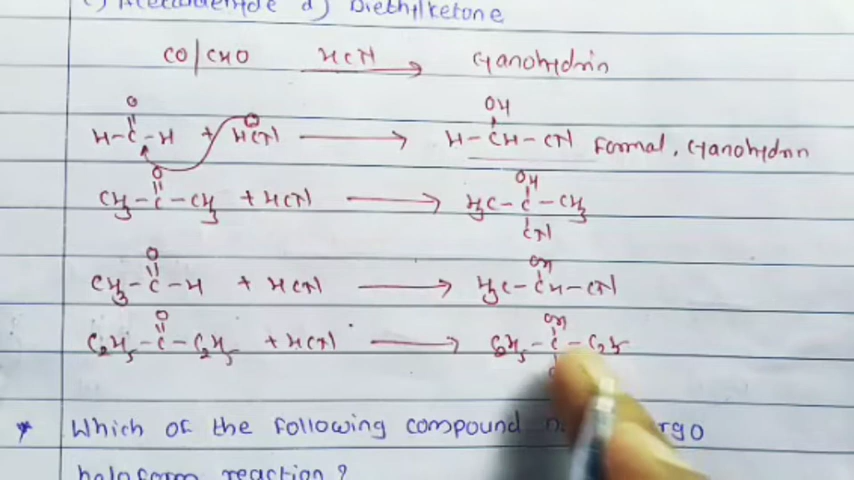 d) Diethylketone
CO/CHO HCN → Cyanohydrin
O OH
H-C-H + HCN → H-CH-CN Formal, Cyanohydrin
O OH
CH3-C-CH3 + HCN → H3C-C-CH3
CN
O OH
CH3-C-H + HCN → H3C-CH-CN
O OH
C2H5-C-C2H5 + HCN → C2H5-C-C2H5
* Which of the following compound
haloform reaction?